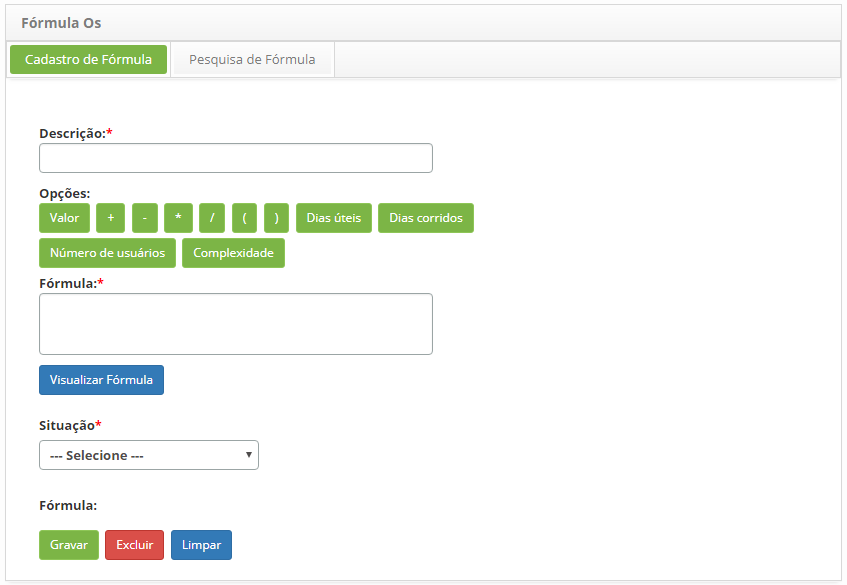 Fórmula Os
Cadastro de Fórmula Pesquisa de Fórmula
Descrição:*
Opções:
Valor + - * / ( ) Dias úteis Dias corridos
Número de usuários Complexidade
Fórmula:*
Visualizar Fórmula
Situação*
--- Selecione ---
Fórmula:
Gravar Excluir Limpar